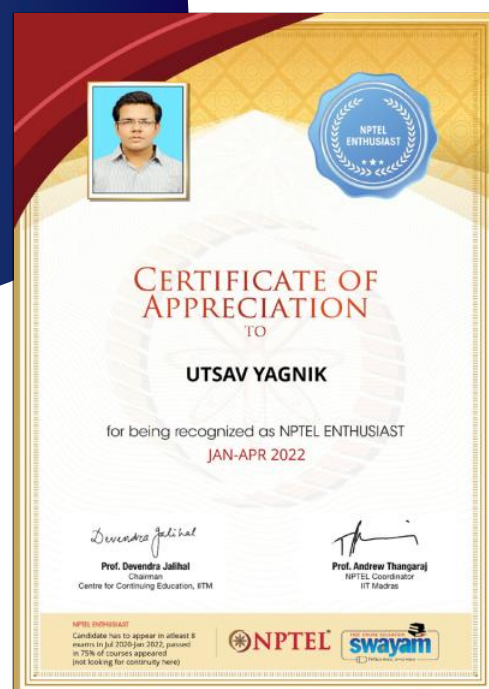 NPTEL
ENTHUSIAST
CERTIFICATE OF
APPRECIATION
TO
UTSAV YAGNIK
for being recognized as NPTEL ENTHUSIAST
JAN-APR 2022
Devendra Jalihal
Prof. Devendra Jalihal
Chairman
Centre for Continuing Education, IITM
Prof. Andrew Thangaraj
NPTEL Coordinator
IIT Madras
NPTEL ENTHUSIAST
Candidate has to appear in atleast 8
exams in Jul 2020-Jan 2022, passed
in 75% of courses appeared
(not looking for continuity here)
NPTEL
swayam